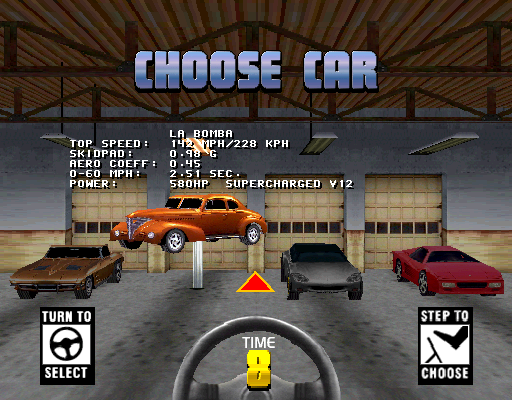 CHOOSE CAR
LA BOMBA
TOP SPEED: 142 MPH/228 KPH
SKIDPAD: 0.98 G
AERO COEFF: 0.45
0-60 MPH: 2.51 SEC.
POWER: 580HP SUPERCHARGED V12
TURN TO
SELECT
TIME
STEP TO
CHOOSE